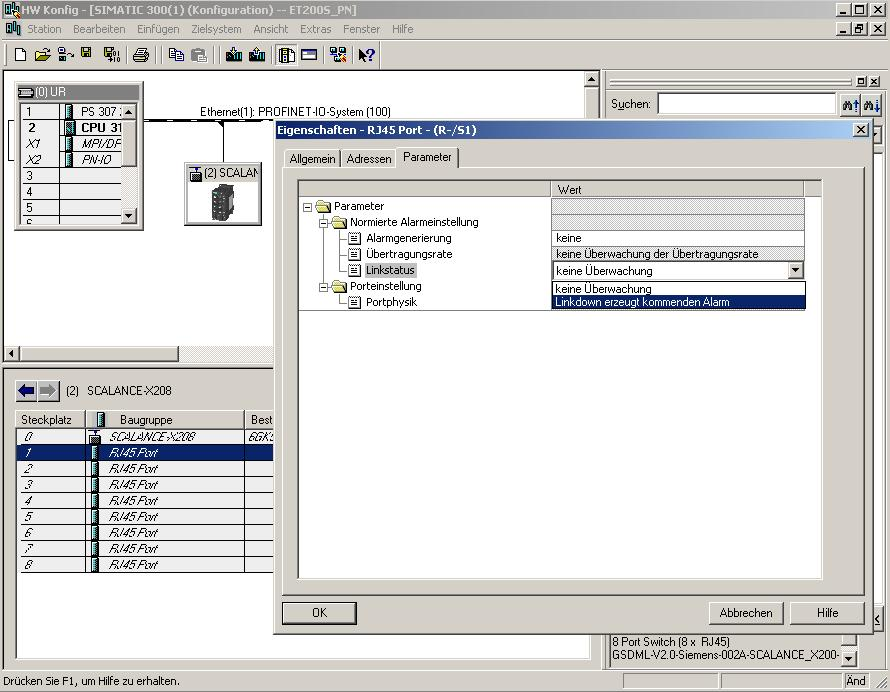 HW Konfig - [SIMATIC 300(1) (Konfiguration) -- ET200S_PN]
Station Bearbeiten Einfügen Zielsystem Ansicht Extras Fenster Hilfe
(0) UR
1 PS 307
2 CPU 31
X1 MPI/DP
X2 PN-IO
3
4
5
6
Ethernet(1): PROFINET-IO-System (100)
(2) SCALAN
Suchen:
Eigenschaften - RJ45 Port - (R-/S1)
Allgemein Adressen Parameter
Wert
Parameter
Normierte Alarmeinstellung
Alarmgenerierung keine
Übertragungsrate keine Überwachung der Übertragungsrate
Linkstatus keine Überwachung
Porteinstellung keine Überwachung
Portphysik Linkdown erzeugt kommenden Alarm
OK Abbrechen Hilfe
(2) SCALANCE-X208
Steckplatz Baugruppe Best
0 SCALANCE-X208 6GK5
1 RJ45 Port
2 RJ45 Port
3 RJ45 Port
4 RJ45 Port
5 RJ45 Port
6 RJ45 Port
7 RJ45 Port
8 RJ45 Port
8 Port Switch (8 x RJ45)
GSDML-V2.0-Siemens-002A-SCALANCE_X200-
Drücken Sie F1, um Hilfe zu erhalten.
Änd